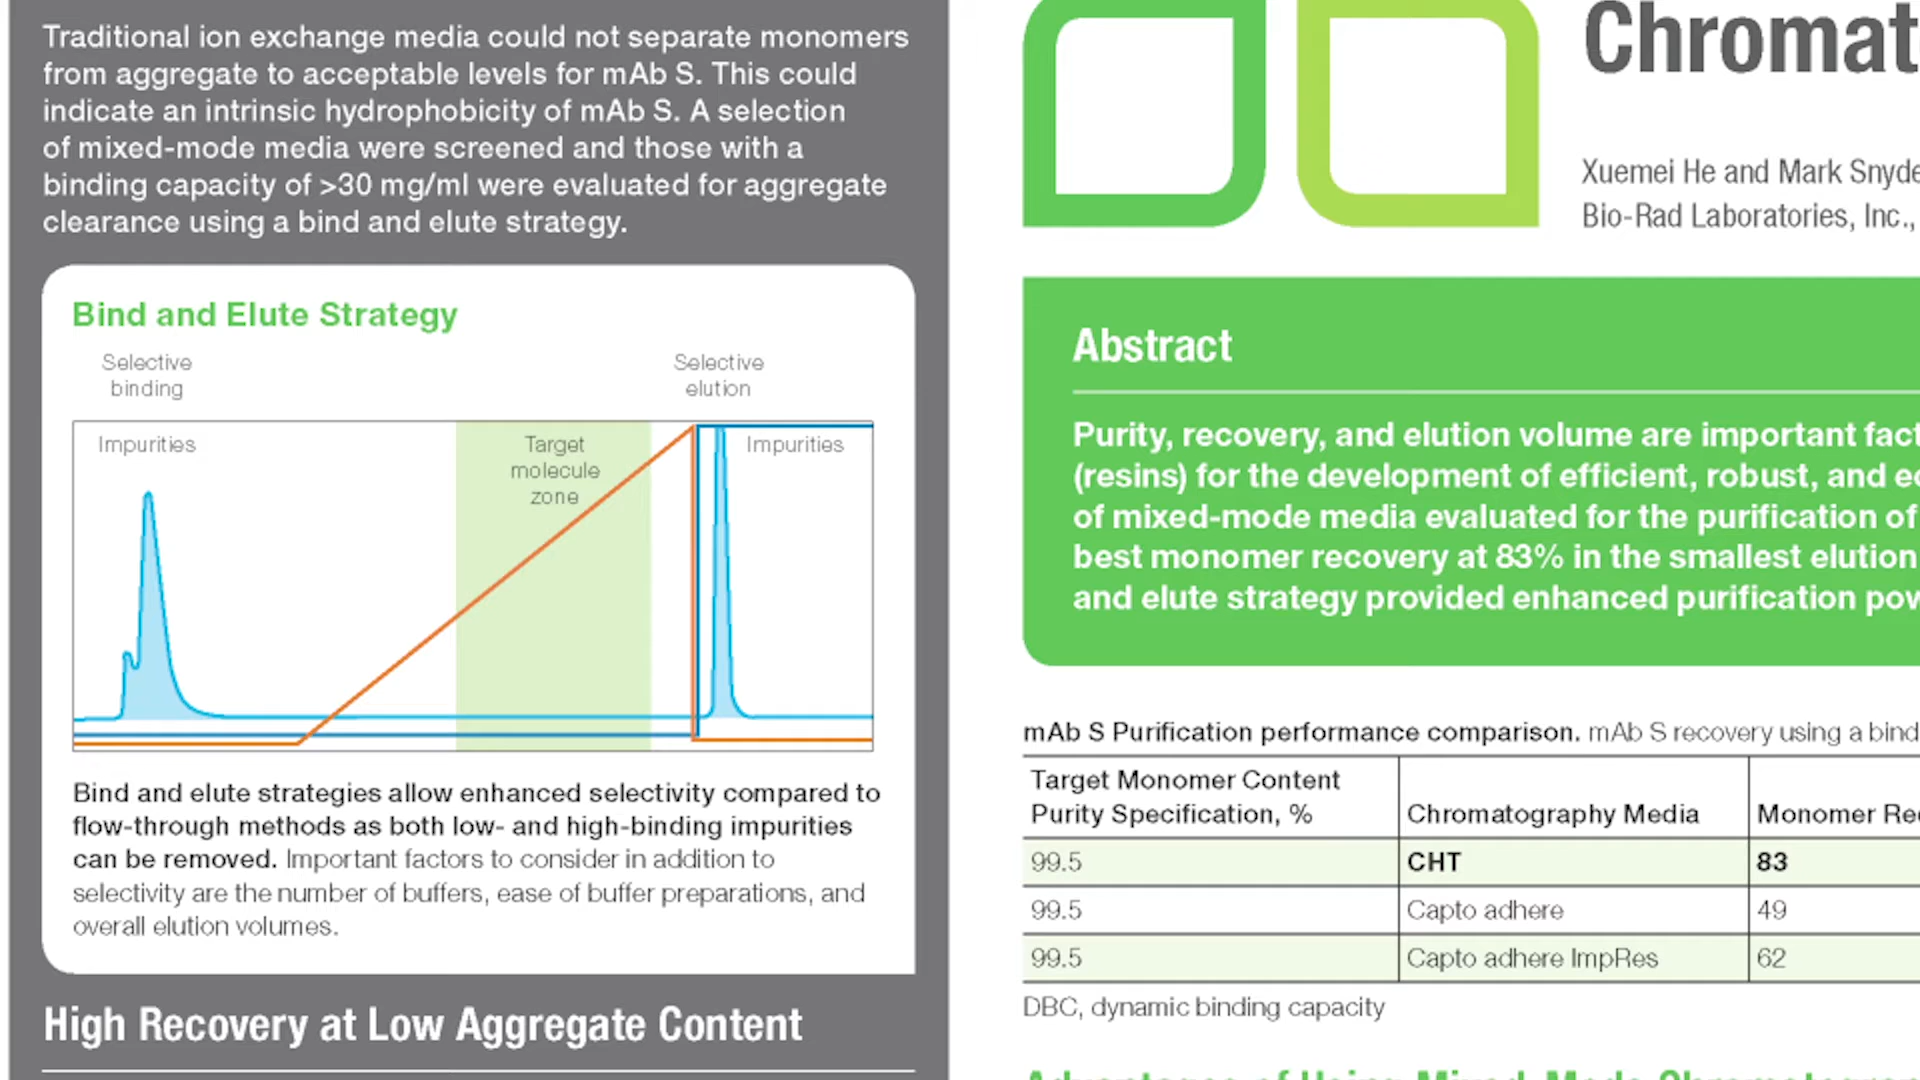 Traditional ion exchange media could not separate monomers
from aggregate to acceptable levels for mAb S. This could
indicate an intrinsic hydrophobicity of mAb S. A selection
of mixed-mode media were screened and those with a
binding capacity of >30 mg/ml were evaluated for aggregate
clearance using a bind and elute strategy.
Bind and Elute Strategy
Selective
binding
Selective
elution
Impurities
Target
molecule
zone
Impurities
Bind and elute strategies allow enhanced selectivity compared to
flow-through methods as both low- and high-binding impurities
can be removed. Important factors to consider in addition to
selectivity are the number of buffers, ease of buffer preparations, and
overall elution volumes.
High Recovery at Low Aggregate Content
Chromat
Xuemei He and Mark Snyde
Bio-Rad Laboratories, Inc.,
Abstract
Purity, recovery, and elution volume are important fact
(resins) for the development of efficient, robust, and ec
of mixed-mode media evaluated for the purification of
best monomer recovery at 83% in the smallest elution
and elute strategy provided enhanced purification pow
mAb S Purification performance comparison. mAb S recovery using a bind
Target Monomer Content
Purity Specification, %
Chromatography Media
Monomer Rec
99.5 CHT 83
99.5 Capto adhere 49
99.5 Capto adhere ImpRes 62
DBC, dynamic binding capacity
Advantages of Using Mixed-Mode Chromatograp